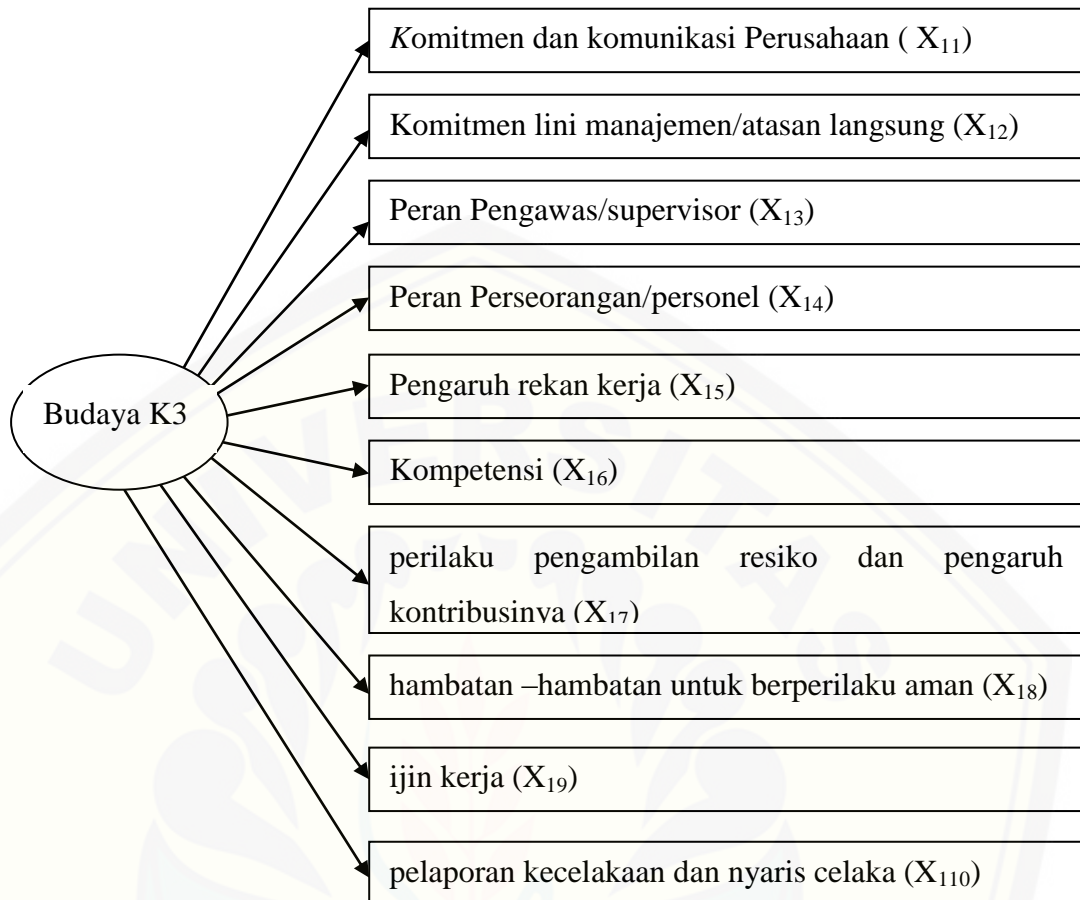 Komitmen dan komunikasi Perusahaan ( X₁₁)
Komitmen lini manajemen/atasan langsung (X₁₂)
Peran Pengawas/supervisor (X₁₃)
Peran Perseorangan/personel (X₁₄)
Pengaruh rekan kerja (X₁₅)
Budaya K3
Kompetensi (X₁₆)
perilaku pengambilan resiko dan pengaruh
kontribusinya (X₁₇)
hambatan –hambatan untuk berperilaku aman (X₁₈)
ijin kerja (X₁₉)
pelaporan kecelakaan dan nyaris celaka (X₁₁₀)
UNIVERSITAS